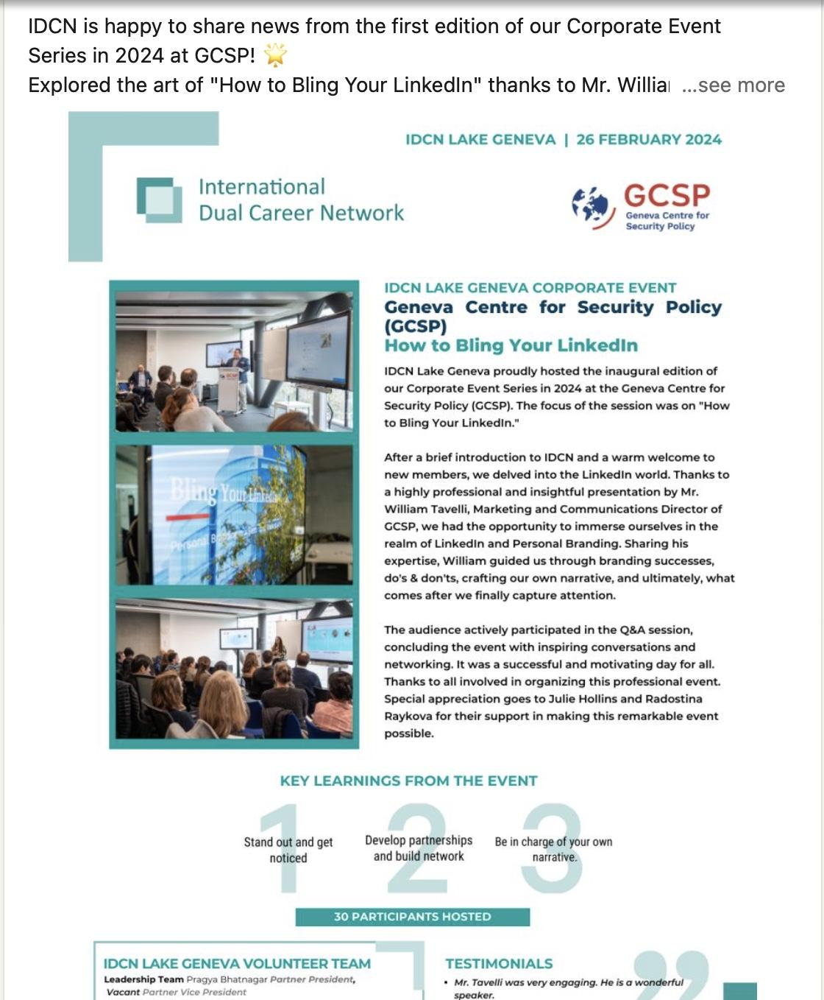 IDCN is happy to share news from the first edition of our Corporate Event
Series in 2024 at GCSP! 🌟
Explored the art of "How to Bling Your LinkedIn" thanks to Mr. Willia ...see more
IDCN LAKE GENEVA | 26 FEBRUARY 2024
International
Dual Career Network
GCSP
Geneva Centre for
Security Policy
IDCN LAKE GENEVA CORPORATE EVENT
Geneva Centre for Security Policy
(GCSP)
How to Bling Your LinkedIn
IDCN Lake Geneva proudly hosted the inaugural edition of
our Corporate Event Series in 2024 at the Geneva Centre for
Security Policy (GCSP). The focus of the session was on "How
to Bling Your LinkedIn."
After a brief introduction to IDCN and a warm welcome to
new members, we delved into the LinkedIn world. Thanks to
a highly professional and insightful presentation by Mr.
William Tavelli, Marketing and Communications Director of
GCSP, we had the opportunity to immerse ourselves in the
realm of LinkedIn and Personal Branding. Sharing his
expertise, William guided us through branding successes,
do's & don'ts, crafting our own narrative, and ultimately, what
comes after we finally capture attention.
The audience actively participated in the Q&A session,
concluding the event with inspiring conversations and
networking. It was a successful and motivating day for all.
Thanks to all involved in organizing this professional event.
Special appreciation goes to Julie Hollins and Radostina
Raykova for their support in making this remarkable event
possible.
GCSP
Bling Your LinkedIn
Personal
KEY LEARNINGS FROM THE EVENT
1
Stand out and get
noticed
2
Develop partnerships
and build network
3
Be in charge of your own
narrative.
30 PARTICIPANTS HOSTED
IDCN LAKE GENEVA VOLUNTEER TEAM
Leadership Team Pragya Bhatnagar Partner President,
Vacant Partner Vice President
TESTIMONIALS
• Mr. Tavelli was very engaging. He is a wonderful
speaker.